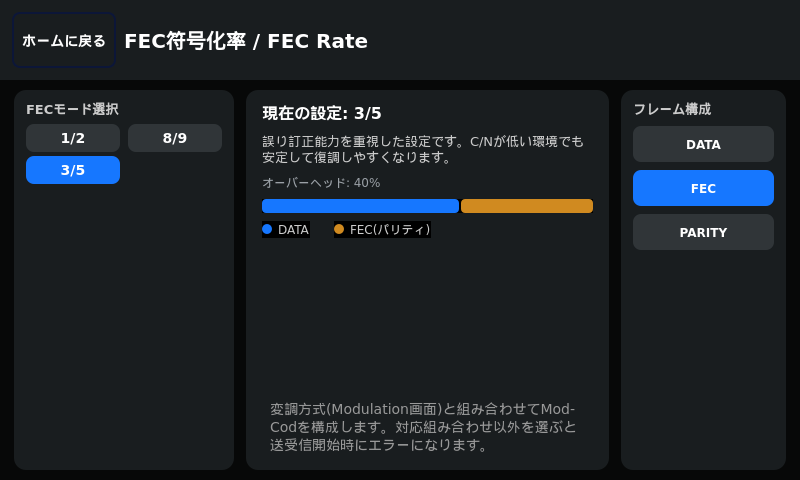 ホームに戻る
FEC符号化率 / FEC Rate
FECモード選択
1/2
8/9
3/5
現在の設定: 3/5
誤り訂正能力を重視した設定です。C/Nが低い環境でも
安定して復調しやすくなります。
オーバーヘッド: 40%
DATA
FEC(パリティ)
変調方式(Modulation画面)と組み合わせてMod-
Codを構成します。対応組み合わせ以外を選ぶと
送受信開始時にエラーになります。
フレーム構成
DATA
FEC
PARITY